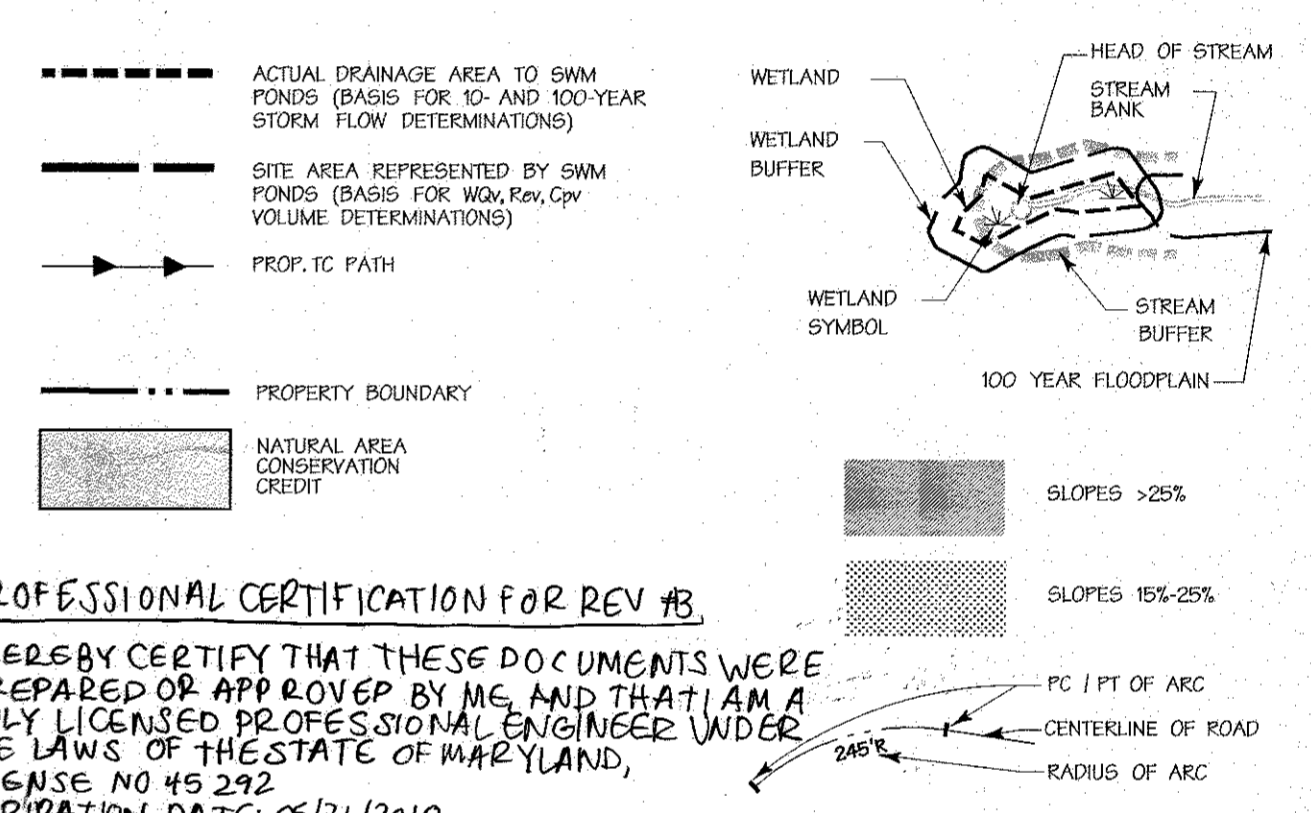 ACTUAL DRAINAGE AREA TO SWM
PONDS (BASIS FOR 10- AND 100-YEAR
STORM FLOW DETERMINATIONS)
SITE AREA REPRESENTED BY SWM
PONDS (BASIS FOR WQv, Rev, Cpv
VOLUME DETERMINATIONS)
PROP. TC PATH
PROPERTY BOUNDARY
NATURAL AREA
CONSERVATION
CREDIT
HEAD OF STREAM
WETLAND
STREAM
BANK
WETLAND
BUFFER
WETLAND
SYMBOL
STREAM
BUFFER
100 YEAR FLOODPLAIN
SLOPES >25%
SLOPES 15%-25%
PC / PT OF ARC
CENTERLINE OF ROAD
245'R
RADIUS OF ARC
ROFESSIONAL CERTIFICATION FOR REV #3
EREBY CERTIFY THAT THESE DOCUMENTS WERE
REPARED OR APPROVED BY ME, AND THAT I AM A
LY LICENSED PROFESSIONAL ENGINEER UNDER
E LAWS OF THE STATE OF MARYLAND,
ENSE NO 45292